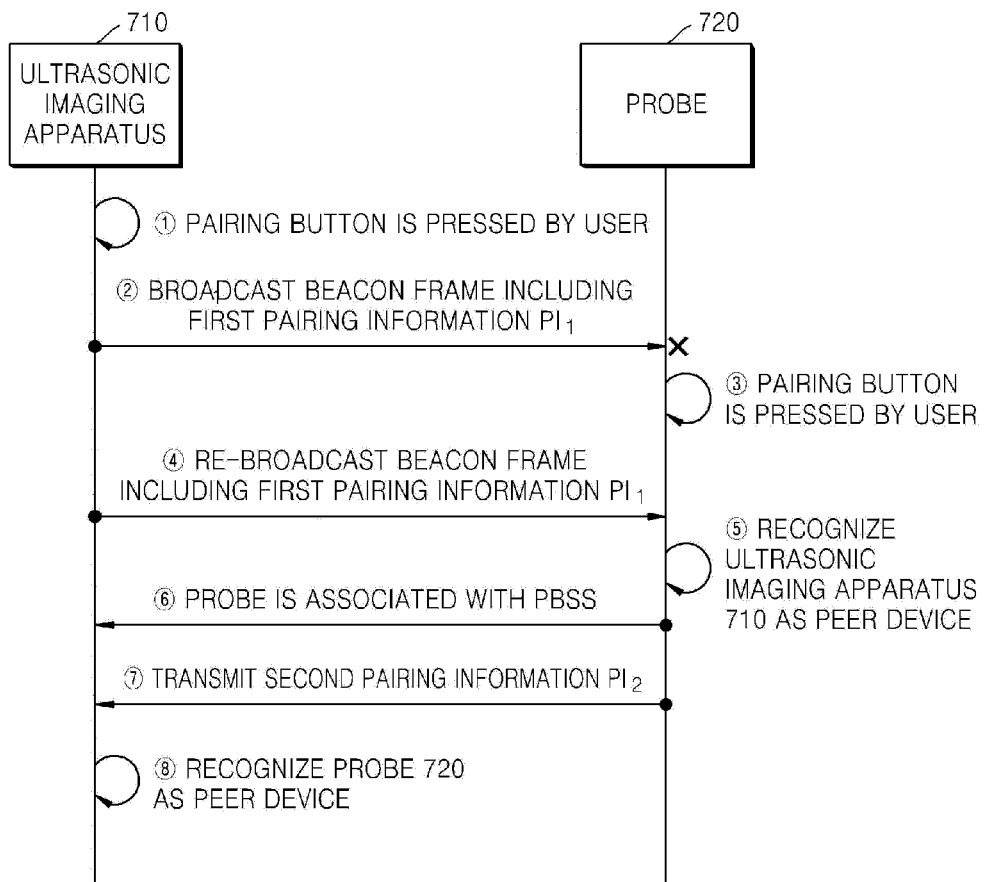 710
720
ULTRASONIC
IMAGING
APPARATUS
PROBE
① PAIRING BUTTON IS PRESSED BY USER
② BROADCAST BEACON FRAME INCLUDING
FIRST PAIRING INFORMATION PI1
③ PAIRING BUTTON
IS PRESSED BY USER
④ RE-BROADCAST BEACON FRAME
INCLUDING FIRST PAIRING INFORMATION PI1
⑤ RECOGNIZE
ULTRASONIC
IMAGING APPARATUS
710 AS PEER DEVICE
⑥ PROBE IS ASSOCIATED WITH PBSS
⑦ TRANSMIT SECOND PAIRING INFORMATION PI2
⑧ RECOGNIZE PROBE 720
AS PEER DEVICE